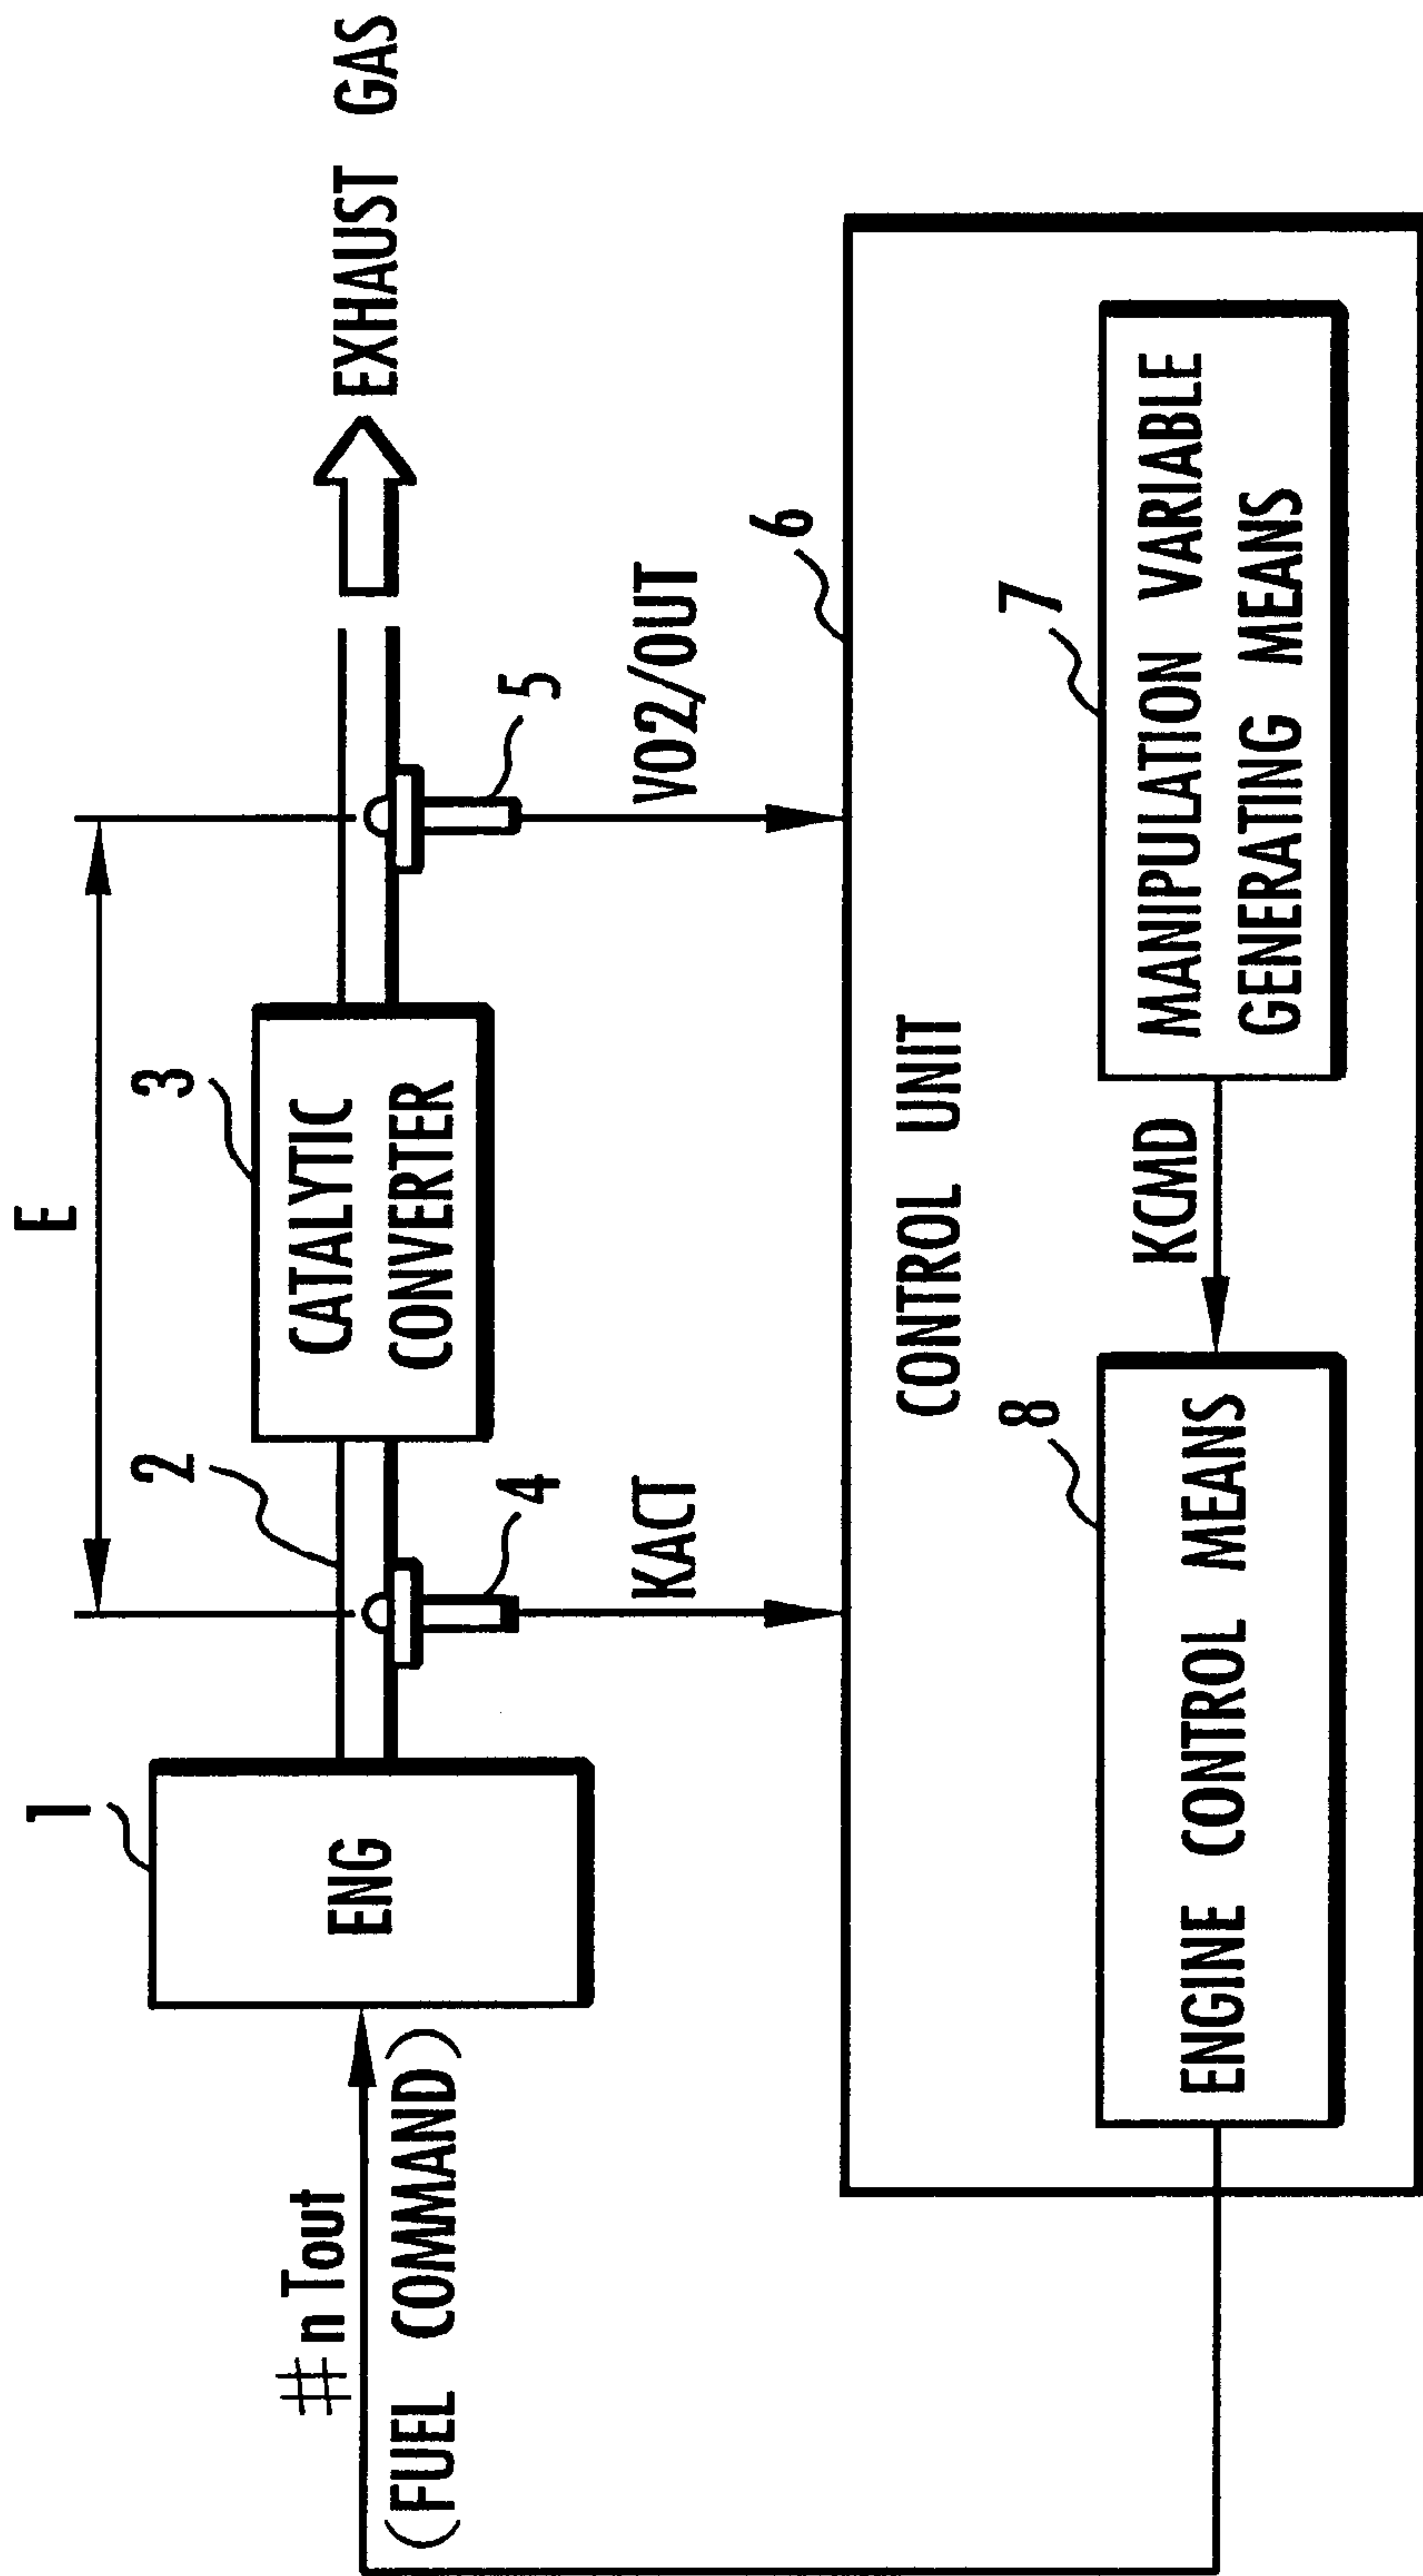 E
1
2
3
ENG
CATALYTIC
CONVERTER
EXHAUST GAS
#nTout
(FUEL COMMAND)
4
5
KACT
VO2/OUT
6
CONTROL UNIT
8
7
ENGINE CONTROL MEANS
KCMD
MANIPULATION VARIABLE
GENERATING MEANS